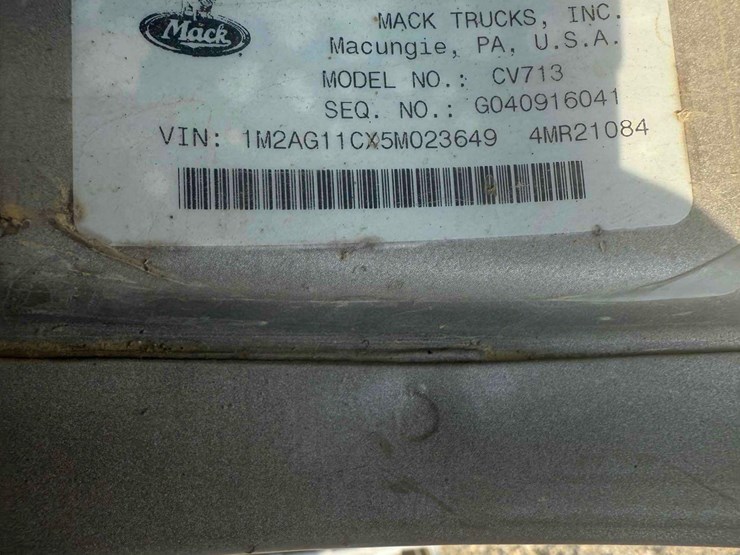 Mack
MACK TRUCKS, INC.
Macungie, PA, U.S.A.
MODEL NO.: CV713
SEQ. NO.: G040916041
VIN: 1M2AG11CX5M023649 4MR21084